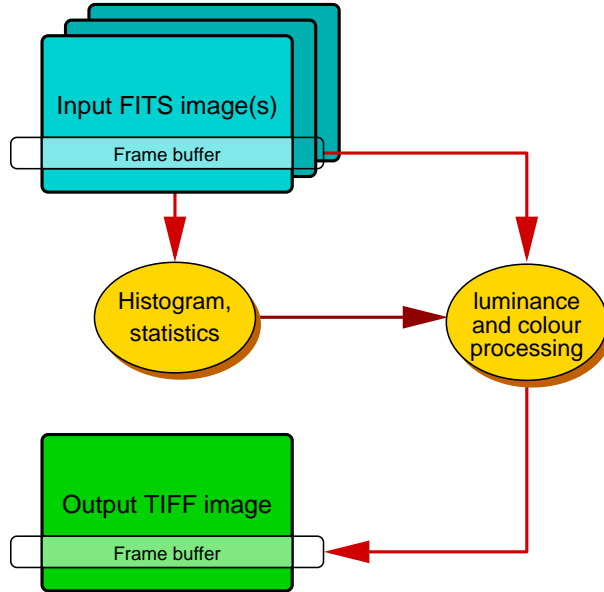 Input FITS image(s)
Frame buffer
Histogram,
statistics
luminance
and colour
processing
Output TIFF image
Frame buffer